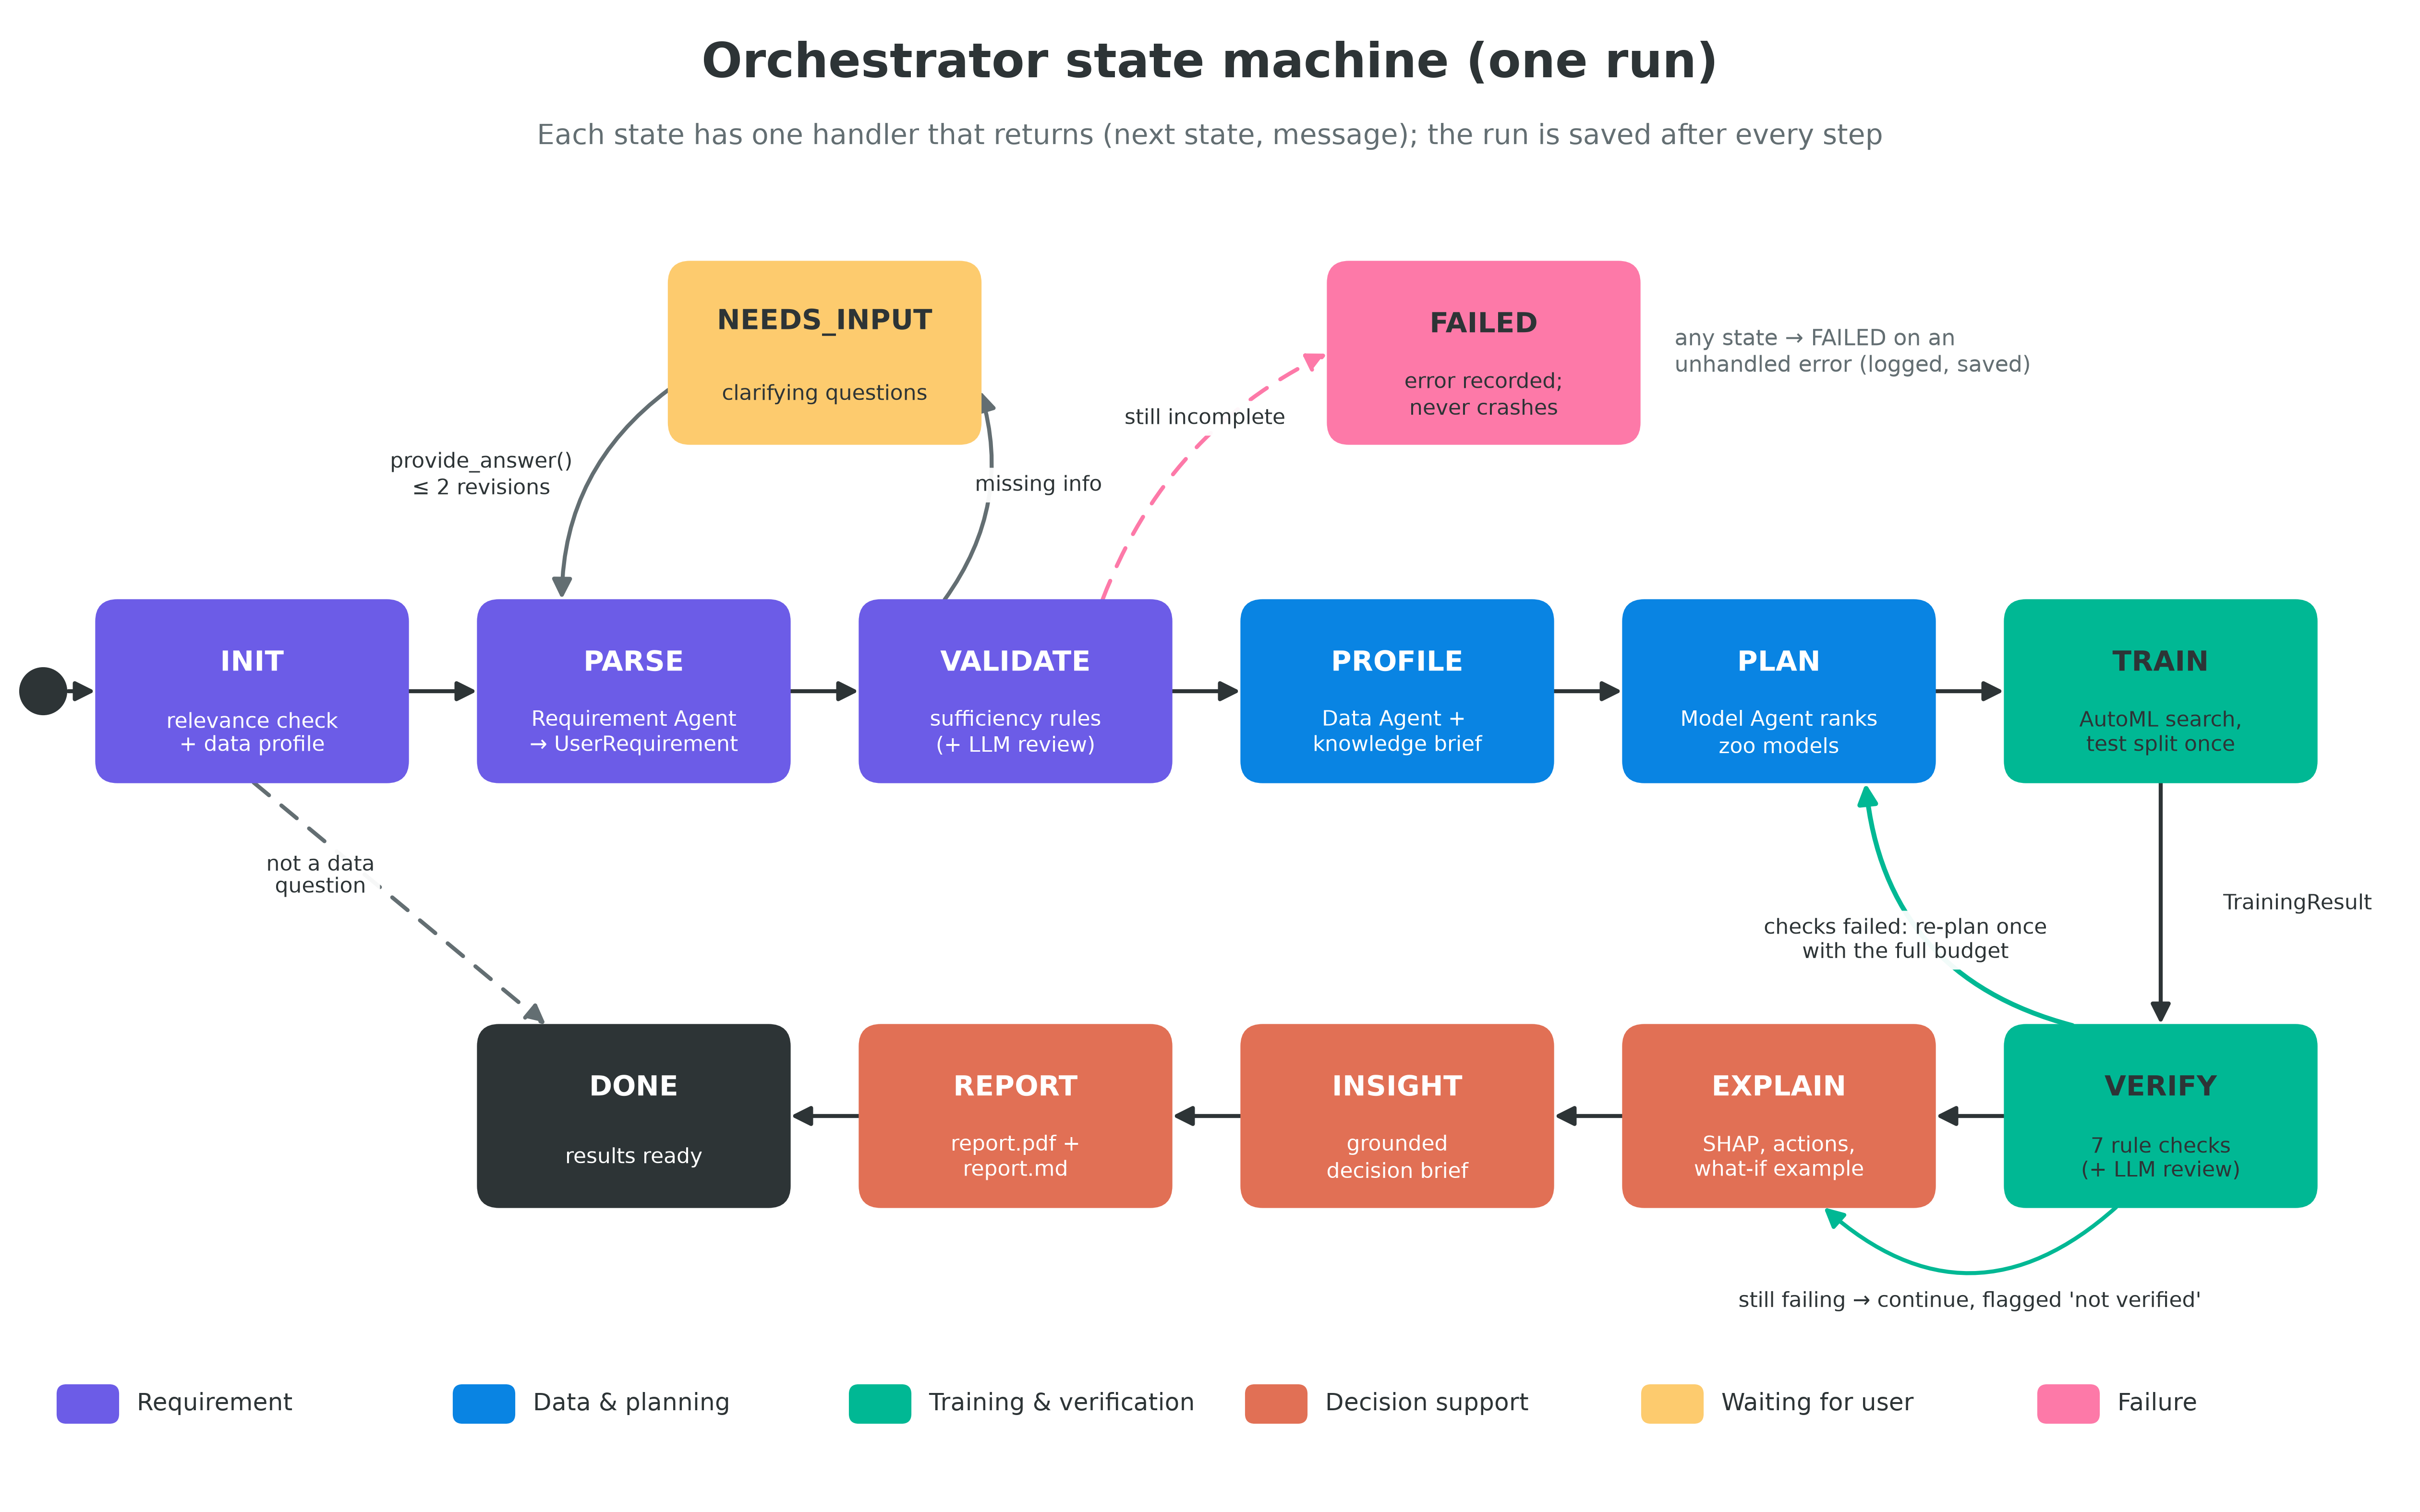 Orchestrator state machine (one run)
Each state has one handler that returns (next state, message); the run is saved after every step
NEEDS_INPUT
clarifying questions
FAILED
error recorded;
never crashes
any state → FAILED on an
unhandled error (logged, saved)
still incomplete
provide_answer()
≤ 2 revisions
missing info
INIT
relevance check
+ data profile
PARSE
Requirement Agent
→ UserRequirement
VALIDATE
sufficiency rules
(+ LLM review)
PROFILE
Data Agent +
knowledge brief
PLAN
Model Agent ranks
zoo models
TRAIN
AutoML search,
test split once
not a data
question
checks failed: re-plan once
with the full budget
TrainingResult
DONE
results ready
REPORT
report.pdf +
report.md
INSIGHT
grounded
decision brief
EXPLAIN
SHAP, actions,
what-if example
VERIFY
7 rule checks
(+ LLM review)
still failing → continue, flagged 'not verified'
Requirement
Data & planning
Training & verification
Decision support
Waiting for user
Failure